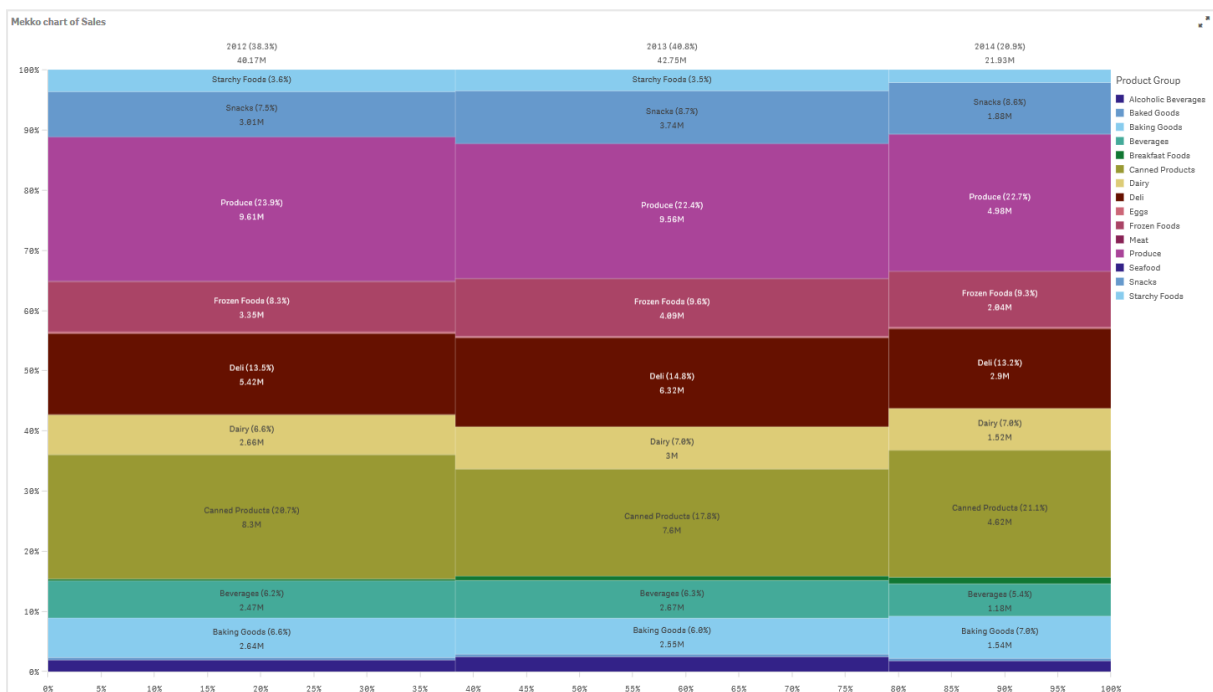 Mekko chart of Sales
2012 (38.3%)
40.17M
2013 (40.8%)
42.75M
2014 (20.9%)
21.93M
100%
90%
80%
70%
60%
50%
40%
30%
20%
10%
0%
Starchy Foods (3.6%)
Snacks (7.5%)
3.01M
Produce (23.9%)
9.61M
Frozen Foods (8.3%)
3.35M
Deli (13.5%)
5.42M
Dairy (6.6%)
2.66M
Canned Products (20.7%)
8.3M
Beverages (6.2%)
2.47M
Baking Goods (6.6%)
2.64M
Starchy Foods (3.5%)
Snacks (8.7%)
3.74M
Produce (22.4%)
9.56M
Frozen Foods (9.6%)
4.09M
Deli (14.8%)
6.32M
Dairy (7.0%)
3M
Canned Products (17.8%)
7.6M
Beverages (6.3%)
2.67M
Baking Goods (6.0%)
2.55M
Snacks (8.6%)
1.88M
Produce (22.7%)
4.98M
Frozen Foods (9.3%)
2.04M
Deli (13.2%)
2.9M
Dairy (7.0%)
1.52M
Canned Products (21.1%)
4.62M
Beverages (5.4%)
1.18M
Baking Goods (7.0%)
1.54M
0% 5% 10% 15% 20% 25% 30% 35% 40% 45% 50% 55% 60% 65% 70% 75% 80% 85% 90% 95% 100%
Product Group
Alcoholic Beverages
Baked Goods
Baking Goods
Beverages
Breakfast Foods
Canned Products
Dairy
Deli
Eggs
Frozen Foods
Meat
Produce
Seafood
Snacks
Starchy Foods